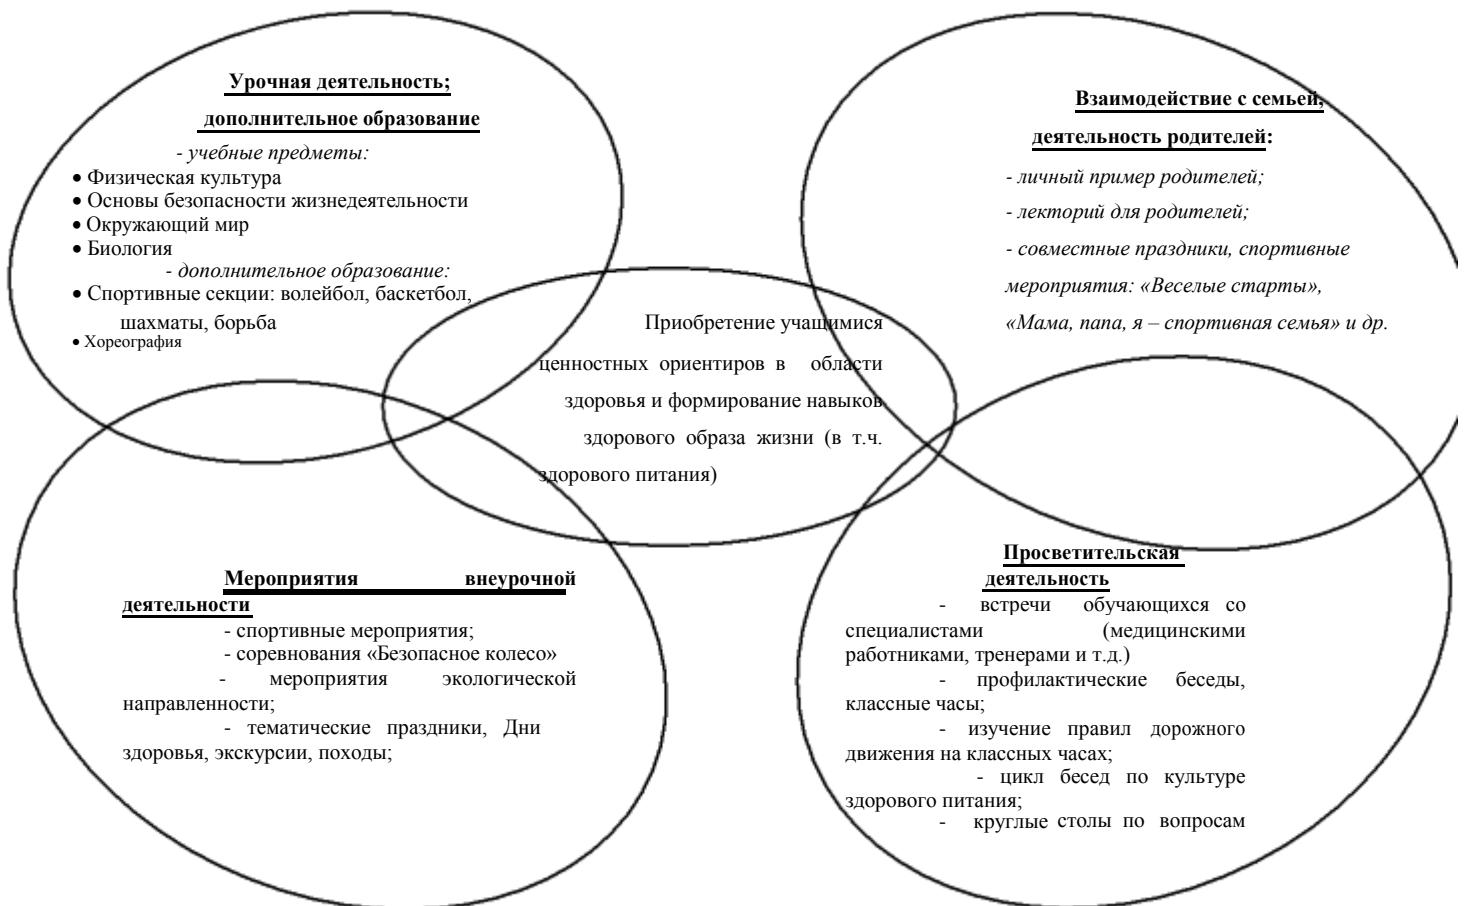 Урочная деятельность;
дополнительное образование
- учебные предметы:
• Физическая культура
• Основы безопасности жизнедеятельности
• Окружающий мир
• Биология
- дополнительное образование:
• Спортивные секции: волейбол, баскетбол,
шахматы, борьба
• Хореография
Взаимодействие с семьей,
деятельность родителей:
- личный пример родителей;
- лекторий для родителей;
- совместные праздники, спортивные
мероприятия: «Веселые старты»,
«Мама, папа, я – спортивная семья» и др.
Приобретение учащимися
ценностных ориентиров в области
здоровья и формирование навыков
здорового образа жизни (в т.ч.
здорового питания)
Мероприятия внеурочной
деятельности
- спортивные мероприятия;
- соревнования «Безопасное колесо»
- мероприятия экологической
направленности;
- тематические праздники, Дни
здоровья, экскурсии, походы;
Просветительская
деятельность
- встречи обучающихся со
специалистами (медицинскими
работниками, тренерами и т.д.)
- профилактические беседы,
классные часы;
- изучение правил дорожного
движения на классных часах;
- цикл бесед по культуре
здорового питания;
- круглые столы по вопросам